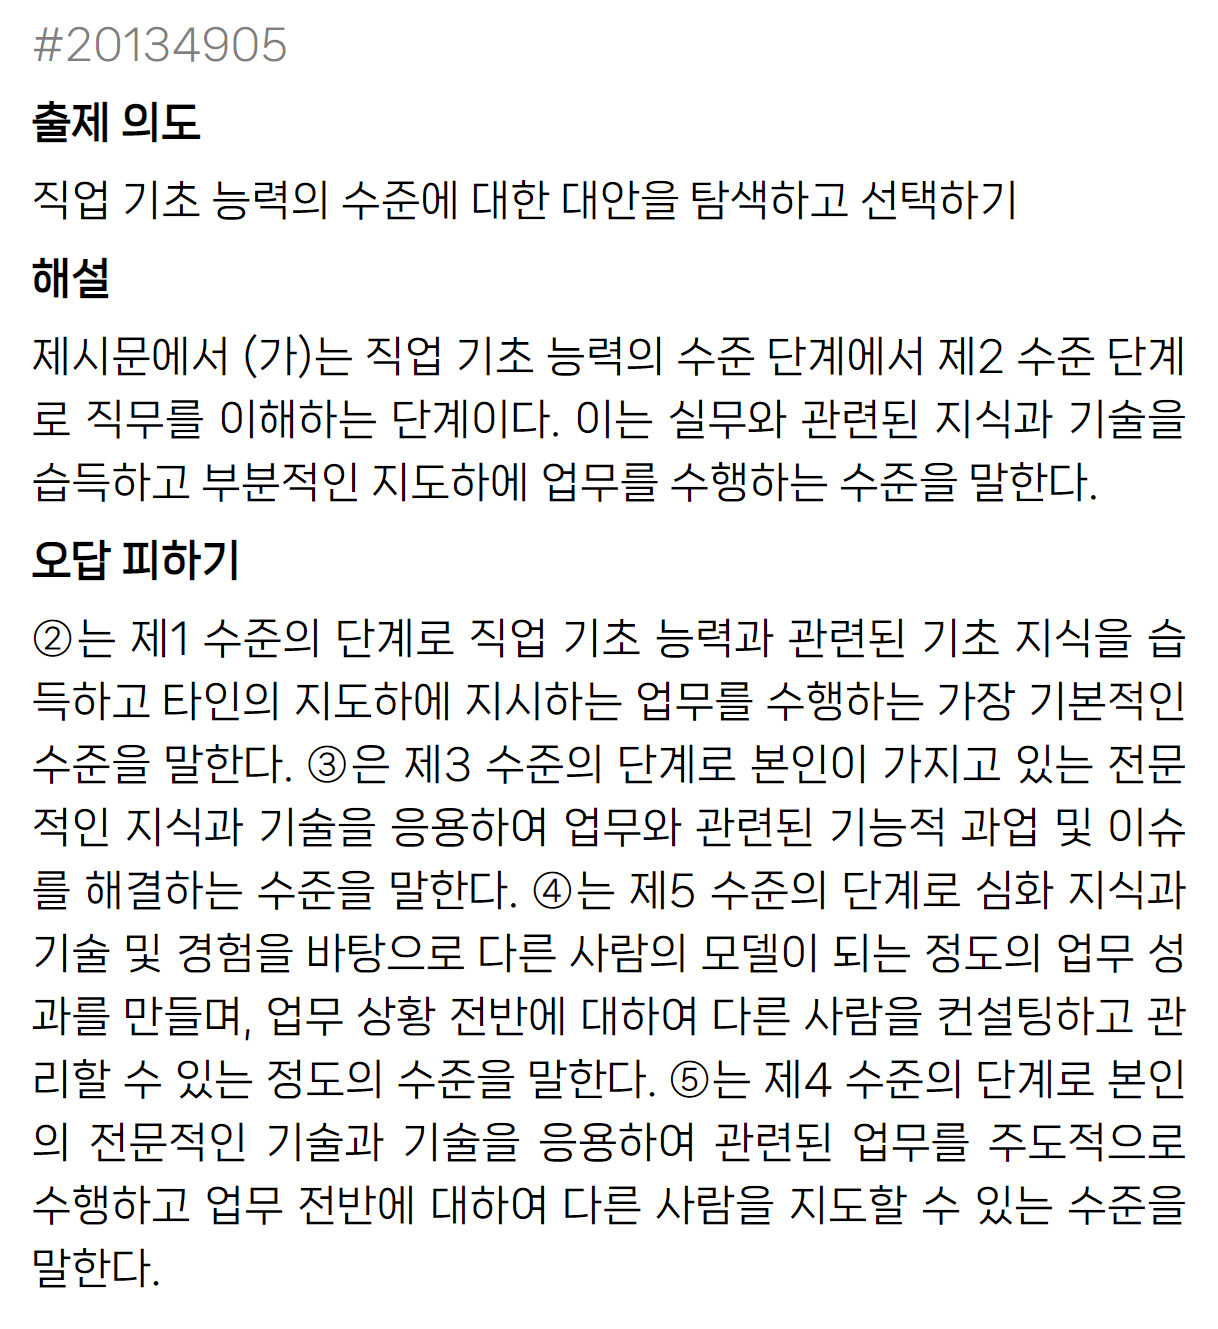 #20134905
출제 의도
직업 기초 능력의 수준에 대한 대안을 탐색하고 선택하기
해설
제시문에서 (가)는 직업 기초 능력의 수준 단계에서 제2 수준 단계
로 직무를 이해하는 단계이다. 이는 실무와 관련된 지식과 기술을
습득하고 부분적인 지도하에 업무를 수행하는 수준을 말한다.
오답 피하기
②는 제1 수준의 단계로 직업 기초 능력과 관련된 기초 지식을 습
득하고 타인의 지도하에 지시하는 업무를 수행하는 가장 기본적인
수준을 말한다. ③은 제3 수준의 단계로 본인이 가지고 있는 전문
적인 지식과 기술을 응용하여 업무와 관련된 기능적 과업 및 이슈
를 해결하는 수준을 말한다. ④는 제5 수준의 단계로 심화 지식과
기술 및 경험을 바탕으로 다른 사람의 모델이 되는 정도의 업무 성
과를 만들며, 업무 상황 전반에 대하여 다른 사람을 컨설팅하고 관
리할 수 있는 정도의 수준을 말한다. ⑤는 제4 수준의 단계로 본인
의 전문적인 기술과 기술을 응용하여 관련된 업무를 주도적으로
수행하고 업무 전반에 대하여 다른 사람을 지도할 수 있는 수준을
말한다.